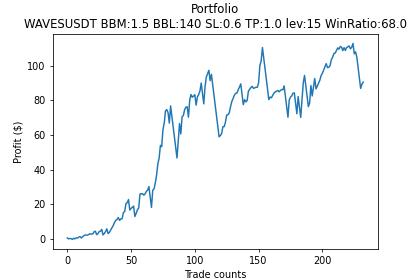 Portfolio
WAVESUSDT BBM:1.5 BBL:140 SL:0.6 TP:1.0 lev:15 WinRatio:68.0
Profit ($)
100
80
60
40
20
0
0 50 100 150 200
Trade counts